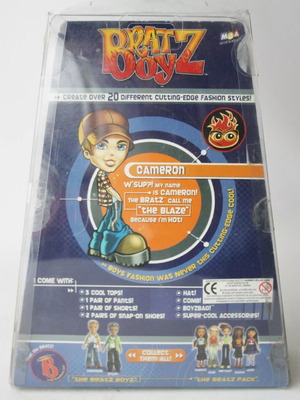 BRATZ
BOYZ
MGA
CREATE OVER 20 DIFFERENT CUTTING-EDGE FASHION STYLES!
CAMERON
W'SUP?! MY NAME
IS CAMERON!
THE BRATZ CALL ME
"THE BLAZE"
BECAUSE I'M HOT!
BOYS FASHION WAS NEVER THIS CUTTING-EDGE COOL!
I COME WITH:
3 COOL TOPS!
1 PAIR OF PANTS!
1 PAIR OF SHORTS!
2 PAIRS OF SNAP-ON SHOES!
HAT!
COMB!
BOYZBAG!
SUPER-COOL ACCESSORIES!
CE
B
COLLECT
THEM ALL!
"THE BRATZ BOYZ"
"THE BRATZ PACK"